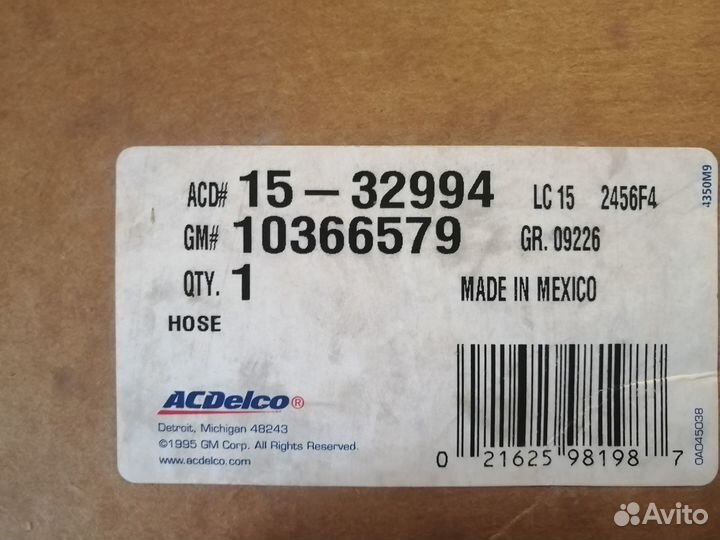 ACD# 15-32994 LC 15 2456F4
GM# 10366579 GR. 09226
QTY. 1 MADE IN MEXICO
HOSE
ACDelco®
Detroit, Michigan 48243
©1995 GM Corp. All Rights Reserved.
www.acdelco.com
0 21625 98198 7
4350M9
0A045038
Avito